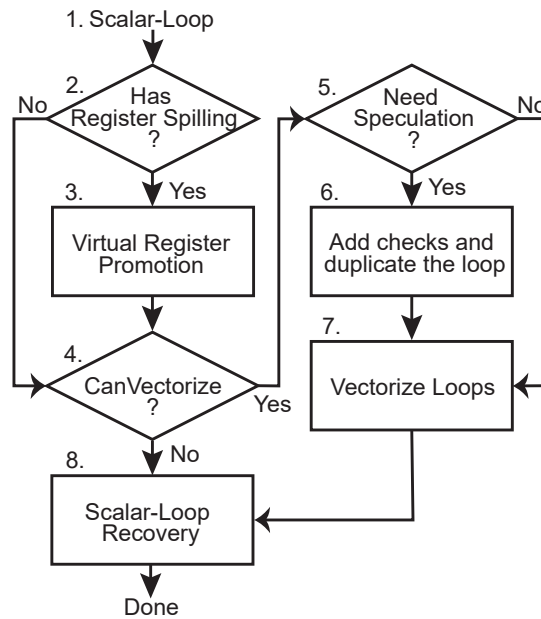 1. Scalar-Loop
2.
Has
Register Spilling
?
No
Yes
3.
Virtual Register
Promotion
4.
CanVectorize
?
Yes
No
5.
Need
Speculation
?
No
Yes
6.
Add checks and
duplicate the loop
7.
Vectorize Loops
8.
Scalar-Loop
Recovery
Done